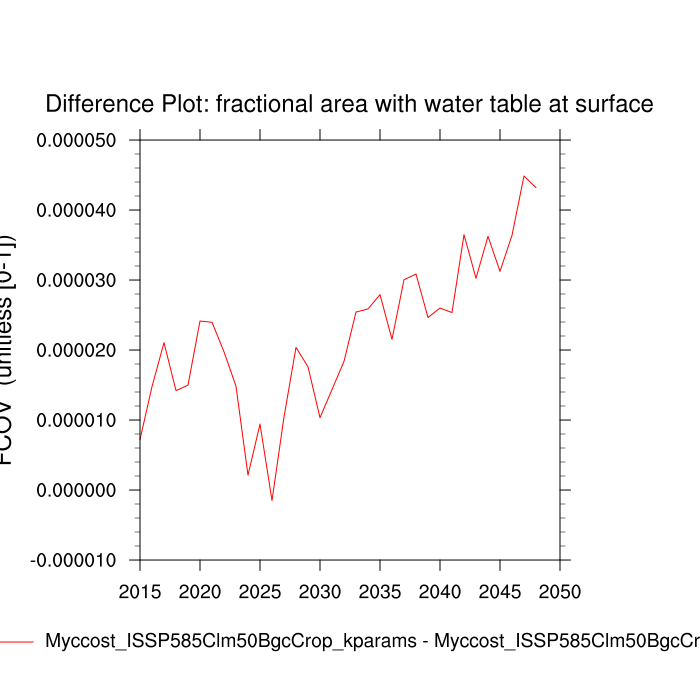 Difference Plot: fractional area with water table at surface
FCOV (unitless [0-1])
0.000050
0.000040
0.000030
0.000020
0.000010
0.000000
-0.000010
2015 2020 2025 2030 2035 2040 2045 2050
Myccost_ISSP585Clm50BgcCrop_kparams - Myccost_ISSP585Clm50BgcCr